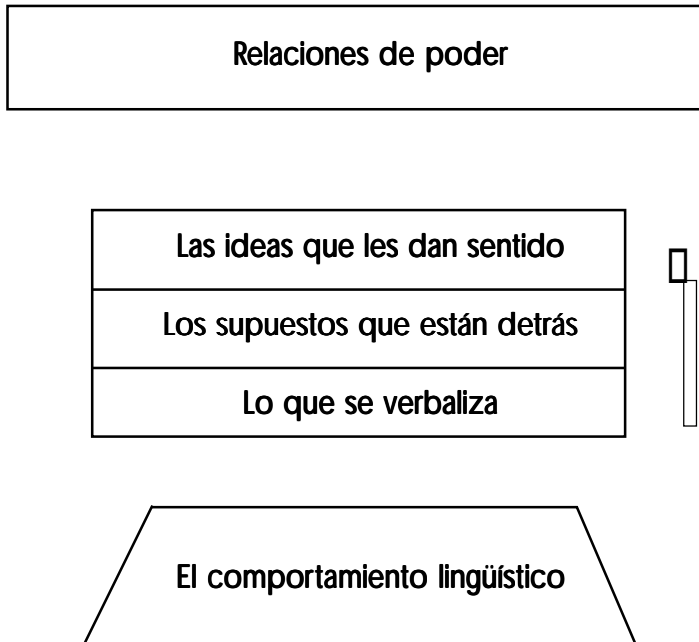 Relaciones de poder
Las ideas que les dan sentido
Los supuestos que están detrás
Lo que se verbaliza
El comportamiento lingüístico